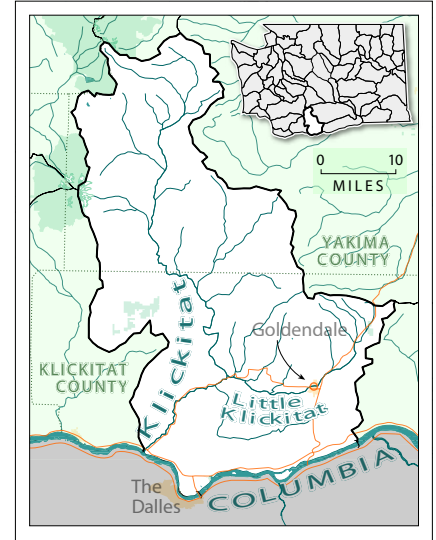 0 10
MILES
YAKIMA
COUNTY
Goldendale
Klickitat
KLICKITAT
COUNTY
Little
Klickitat
COLUMBIA
The
Dalles